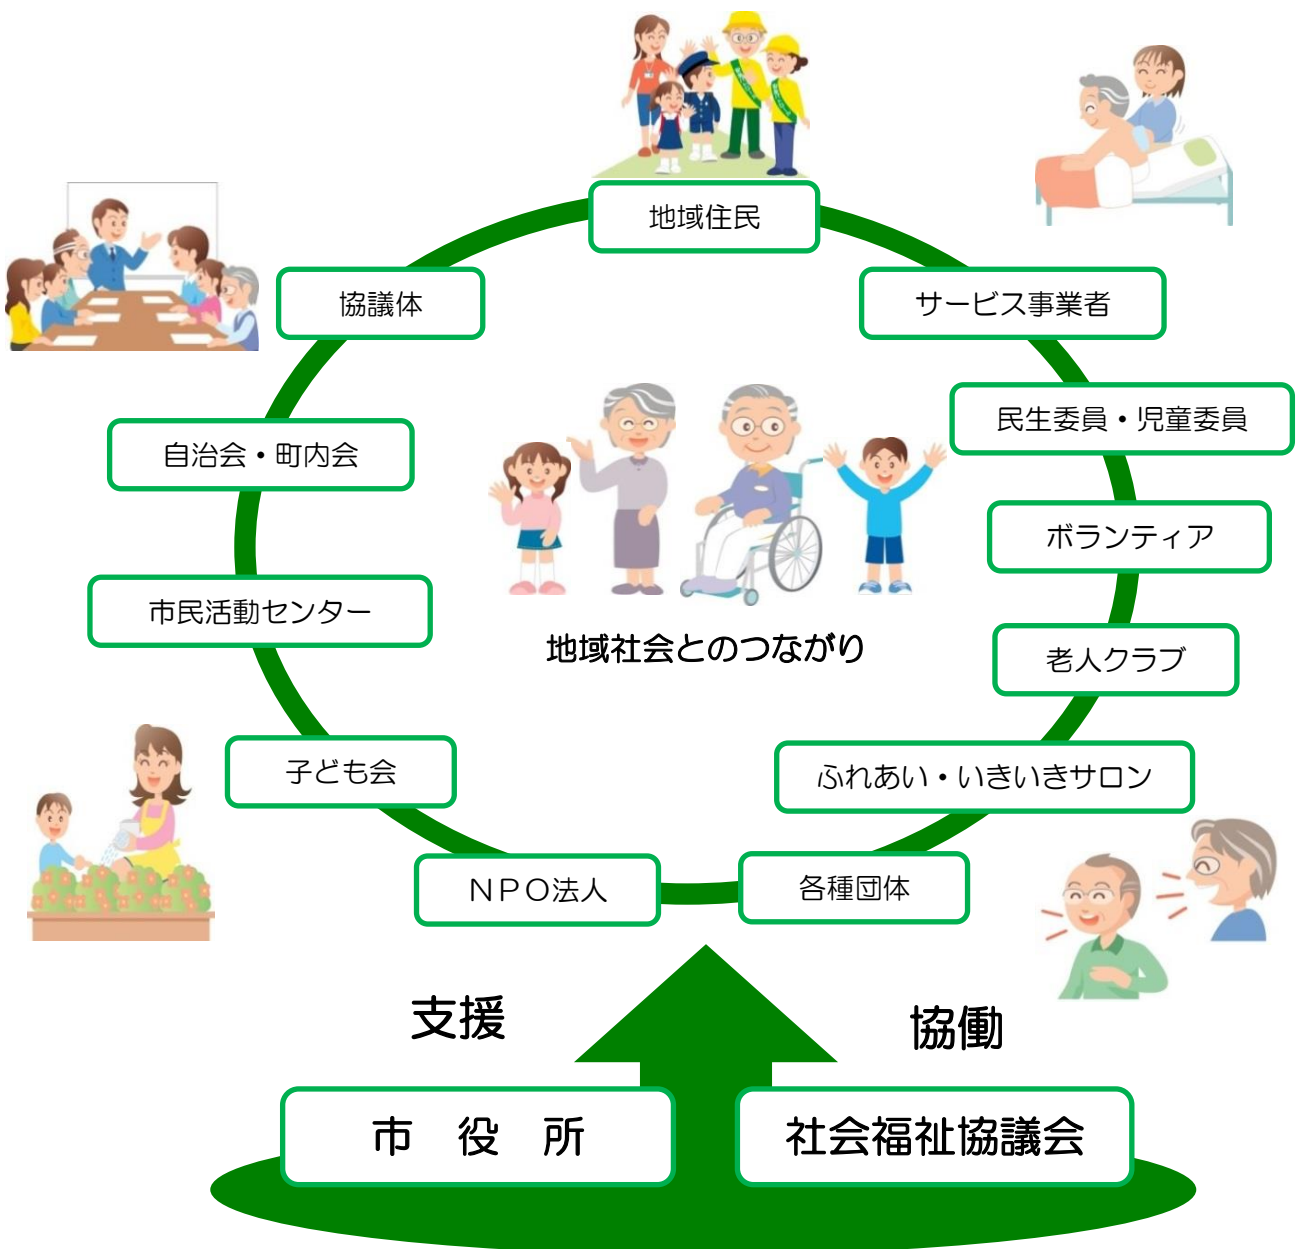 地域住民
協議体
サービス事業者
民生委員・児童委員
自治会・町内会
ボランティア
市民活動センター
地域社会とのつながり
老人クラブ
子ども会
ふれあい・いきいきサロン
NPO法人
各種団体
支援
協働
市　役　所
社会福祉協議会